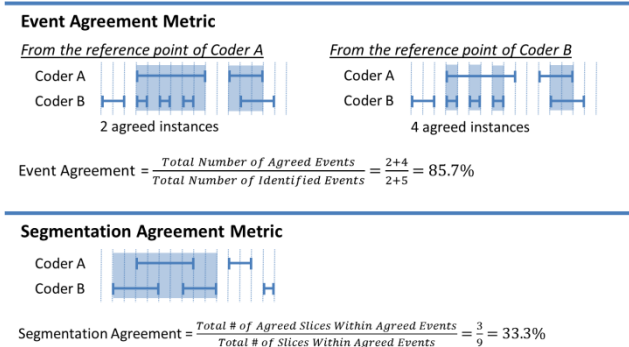 Event Agreement Metric
From the reference point of Coder A
From the reference point of Coder B
Coder A
Coder B
2 agreed instances
Coder A
Coder B
4 agreed instances
Event Agreement = Total Number of Agreed Events / Total Number of Identified Events = 2+4 / 2+5 = 85.7%
Segmentation Agreement Metric
Coder A
Coder B
Segmentation Agreement = Total # of Agreed Slices Within Agreed Events / Total # of Slices Within Agreed Events = 3 / 9 = 33.3%